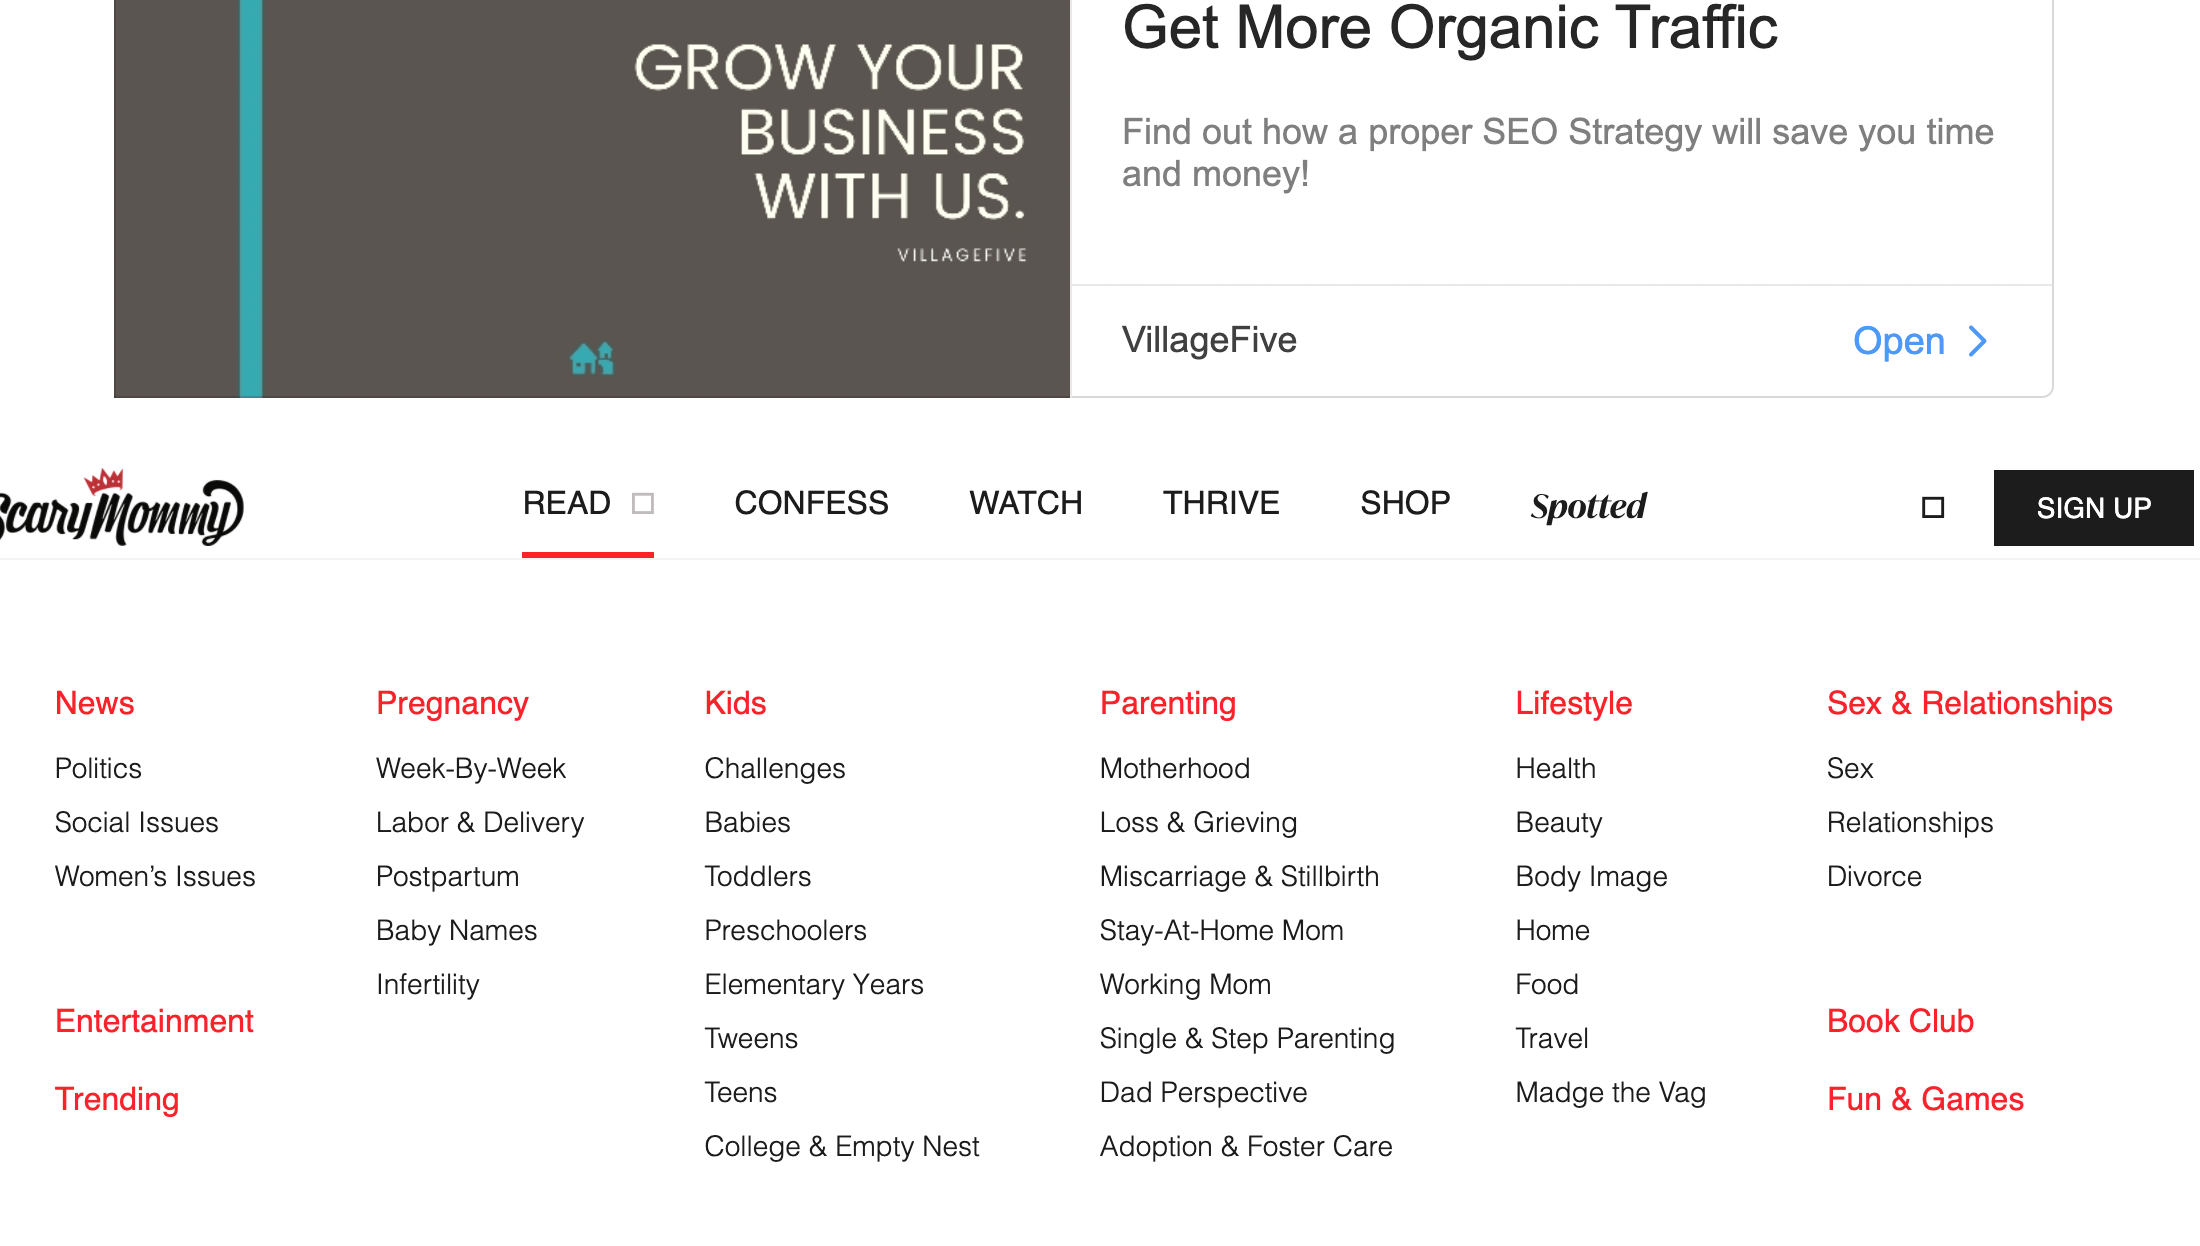 GROW YOUR
BUSINESS
WITH US.
VILLAGEFIVE
Get More Organic Traffic
Find out how a proper SEO Strategy will save you time
and money!
VillageFive
Open
ScaryMommy
READ
CONFESS
WATCH
THRIVE
SHOP
Spotted
SIGN UP
News
Politics
Social Issues
Women’s Issues
Entertainment
Trending
Pregnancy
Week-By-Week
Labor & Delivery
Postpartum
Baby Names
Infertility
Kids
Challenges
Babies
Toddlers
Preschoolers
Elementary Years
Tweens
Teens
College & Empty Nest
Parenting
Motherhood
Loss & Grieving
Miscarriage & Stillbirth
Stay-At-Home Mom
Working Mom
Single & Step Parenting
Dad Perspective
Adoption & Foster Care
Lifestyle
Health
Beauty
Body Image
Home
Food
Travel
Madge the Vag
Sex & Relationships
Sex
Relationships
Divorce
Book Club
Fun & Games